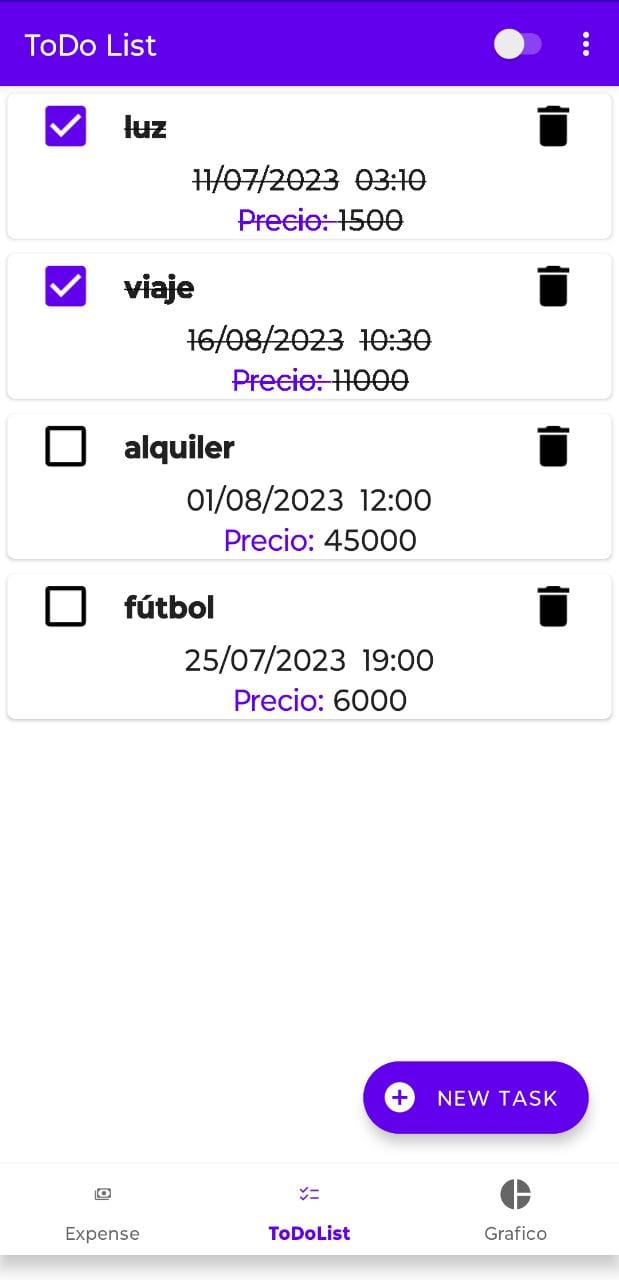 ToDo List
luz
11/07/2023 03:10
Precio: 1500
viaje
16/08/2023 10:30
Precio: 11000
alquiler
01/08/2023 12:00
Precio: 45000
fútbol
25/07/2023 19:00
Precio: 6000
NEW TASK
Expense ToDoList Grafico